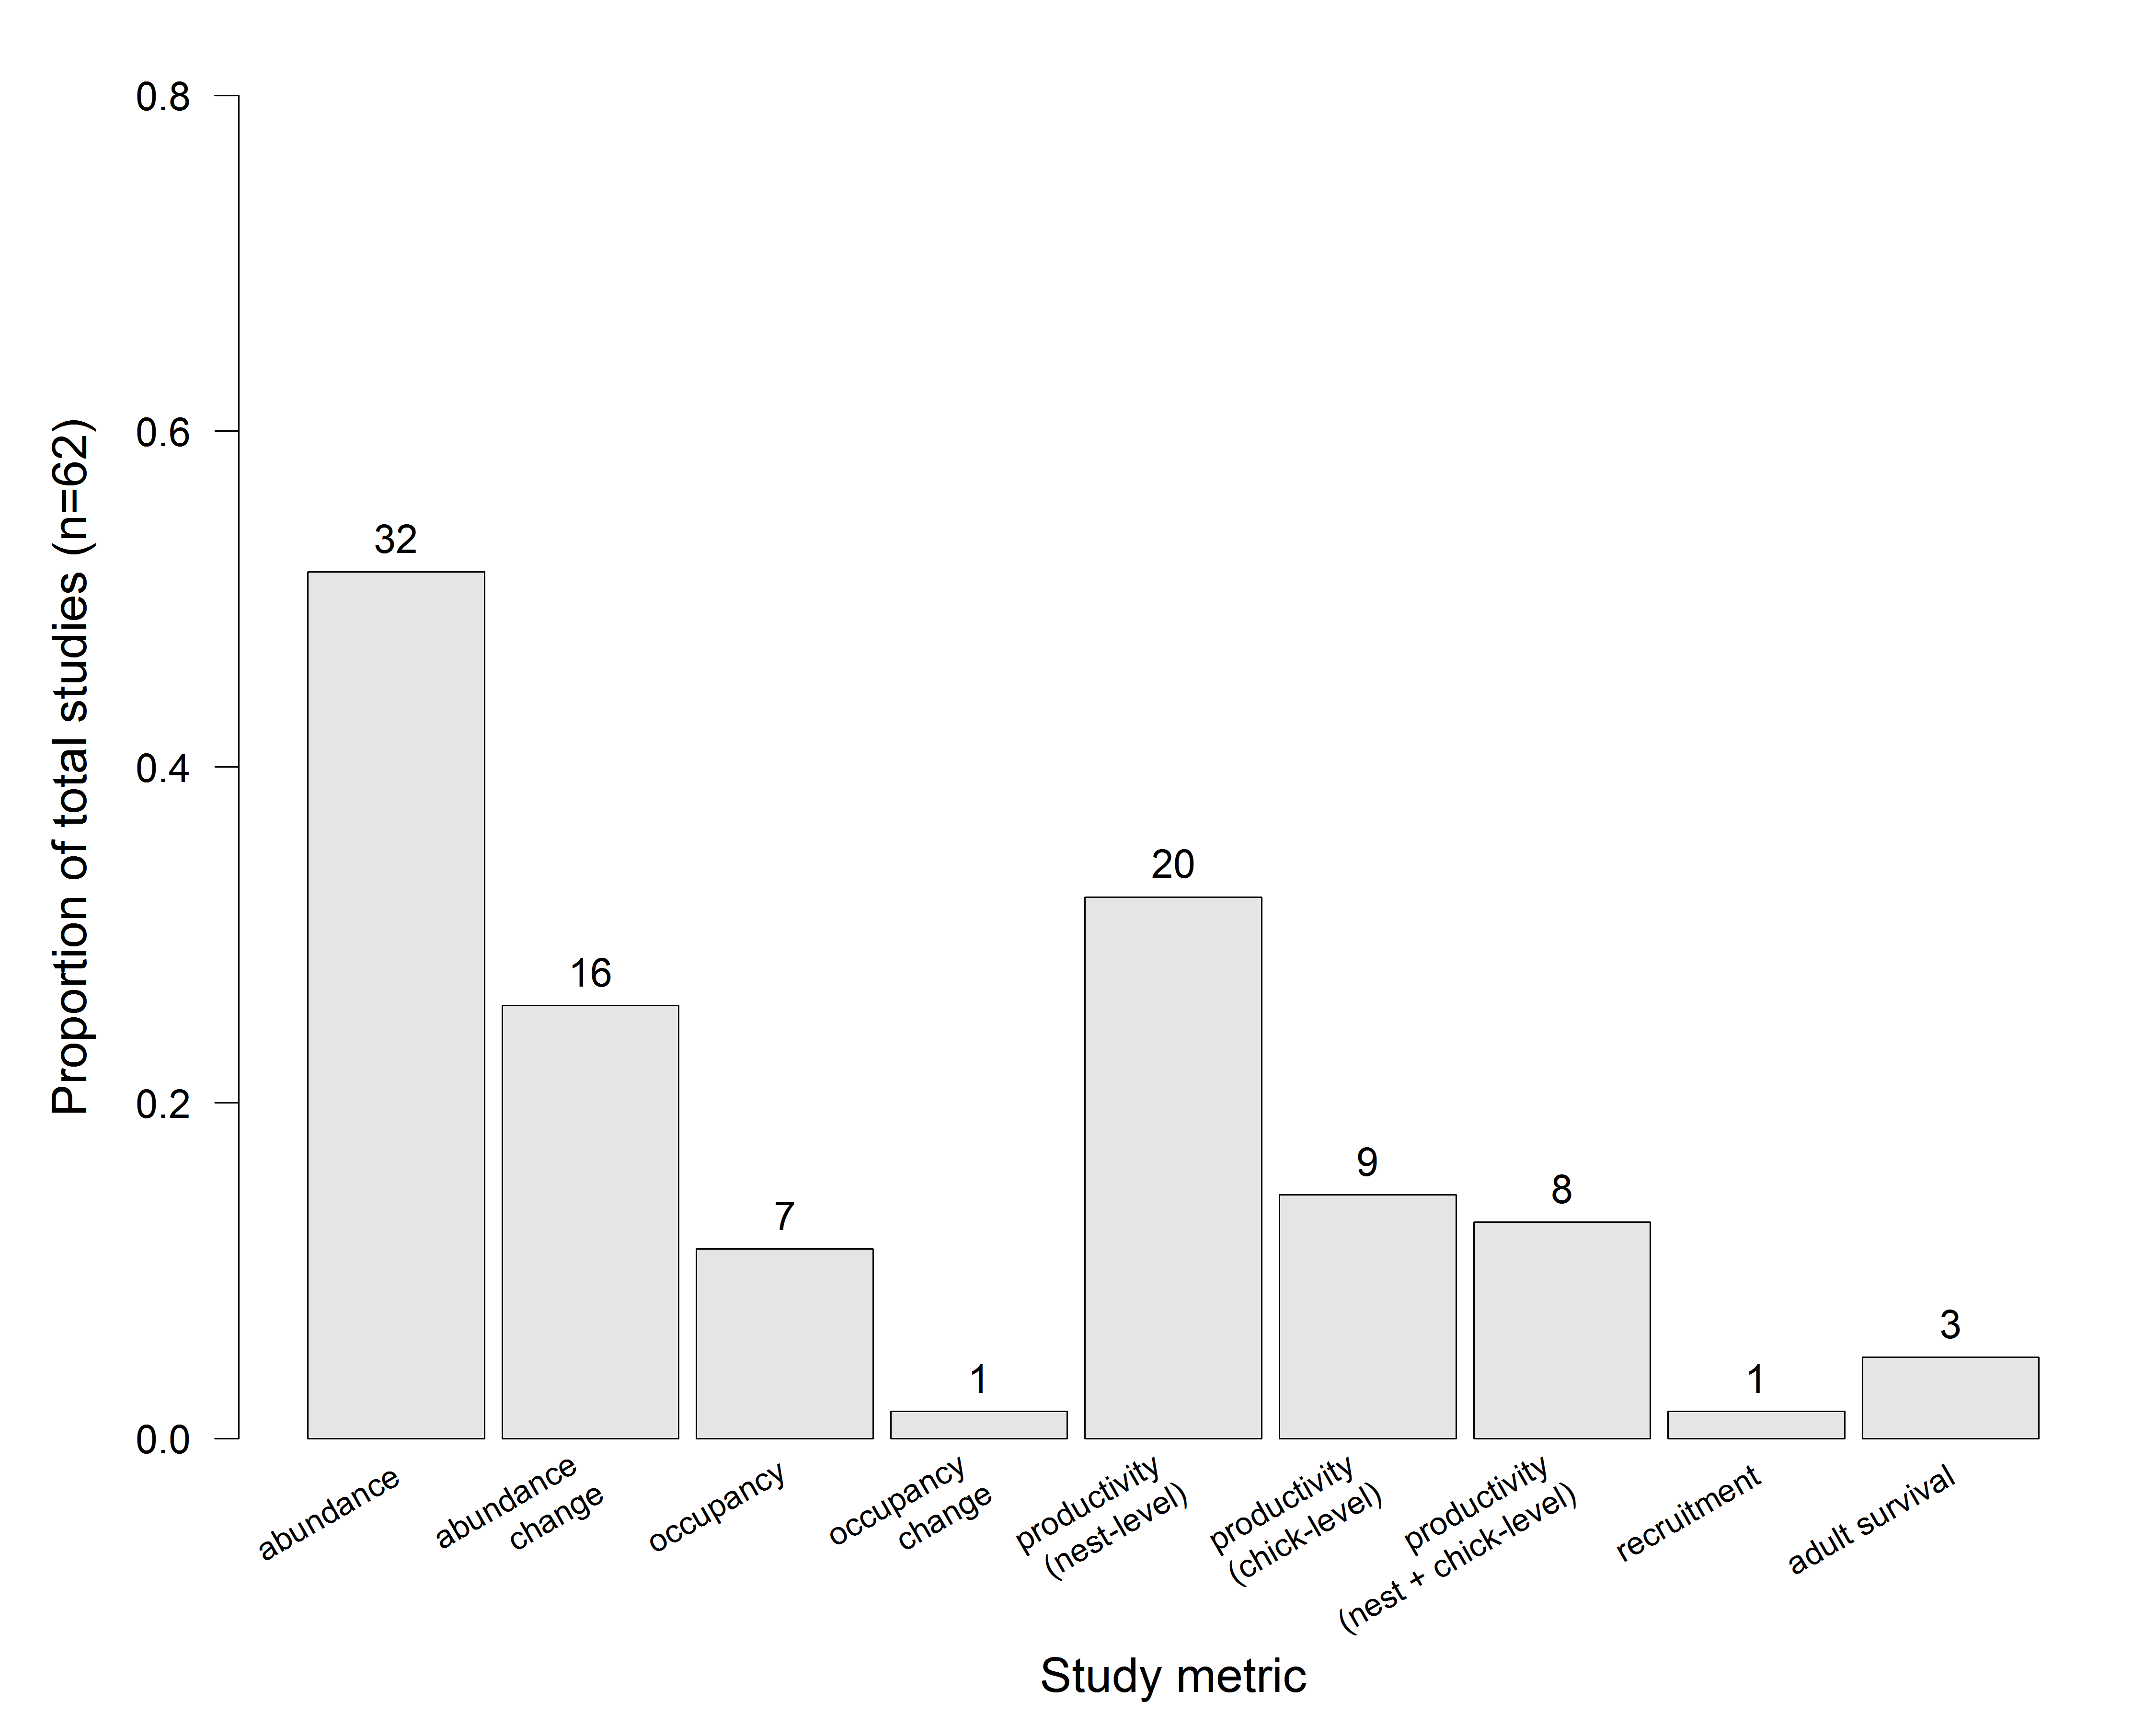 Proportion of total studies (n=62)
0.8
0.6
0.4
0.2
0.0
32
16
7
1
20
9
8
1
3
abundance
abundance
change
occupancy
occupancy
change
productivity
(nest-level)
productivity
(chick-level)
productivity
(nest + chick-level)
recruitment
adult survival
Study metric